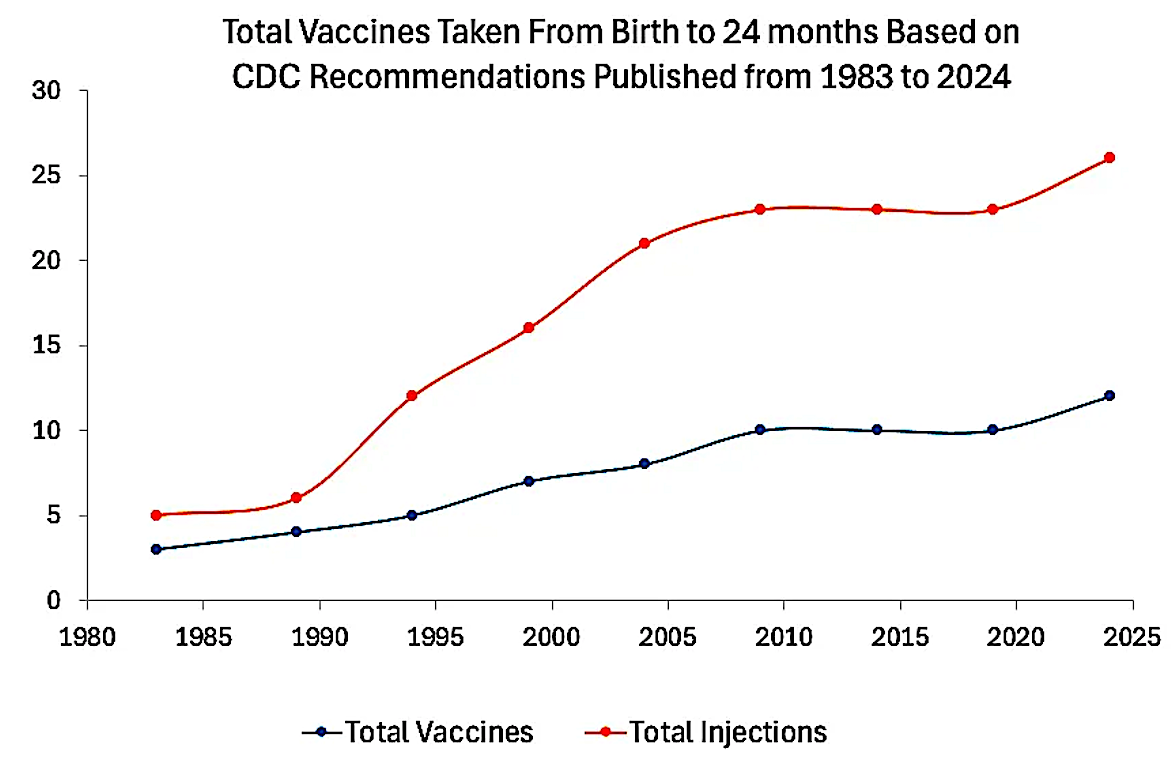 Total Vaccines Taken From Birth to 24 months Based on
CDC Recommendations Published from 1983 to 2024
30
25
20
15
10
5
0
1980 1985 1990 1995 2000 2005 2010 2015 2020 2025
Total Vaccines Total Injections